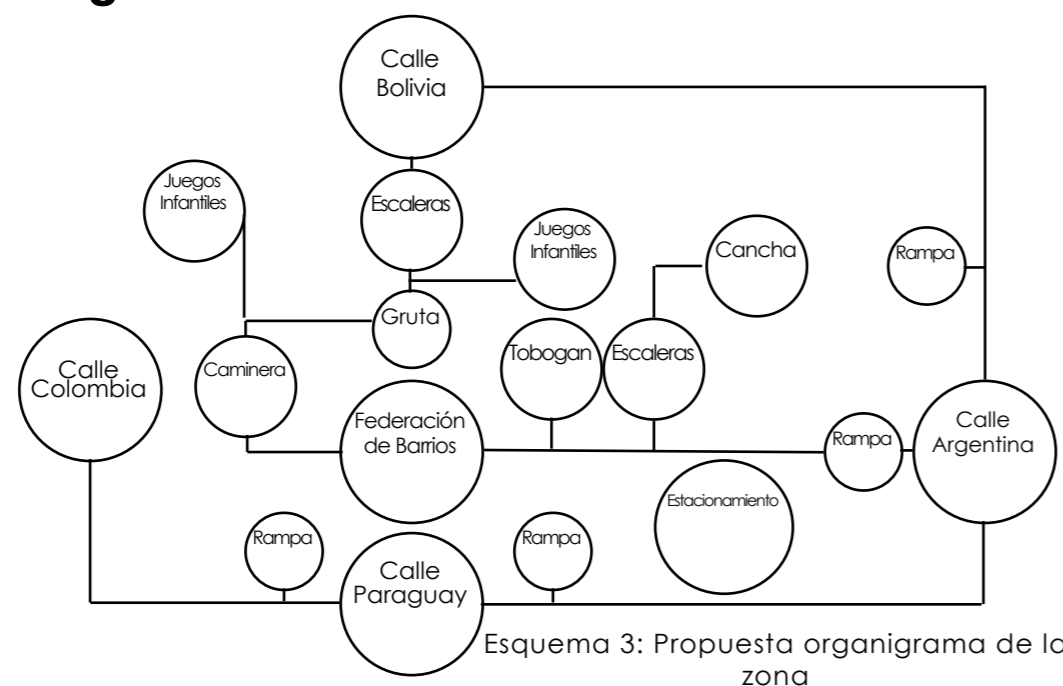 Calle
Bolivia
Juegos
Infantiles
Escaleras
Juegos
Infantiles
Cancha
Rampa
Gruta
Calle
Colombia
Caminera
Tobogan
Escaleras
Federación
de Barrios
Rampa
Calle
Argentina
Estacionamiento
Rampa
Calle
Paraguay
Rampa
Esquema 3: Propuesta organigrama de la
zona